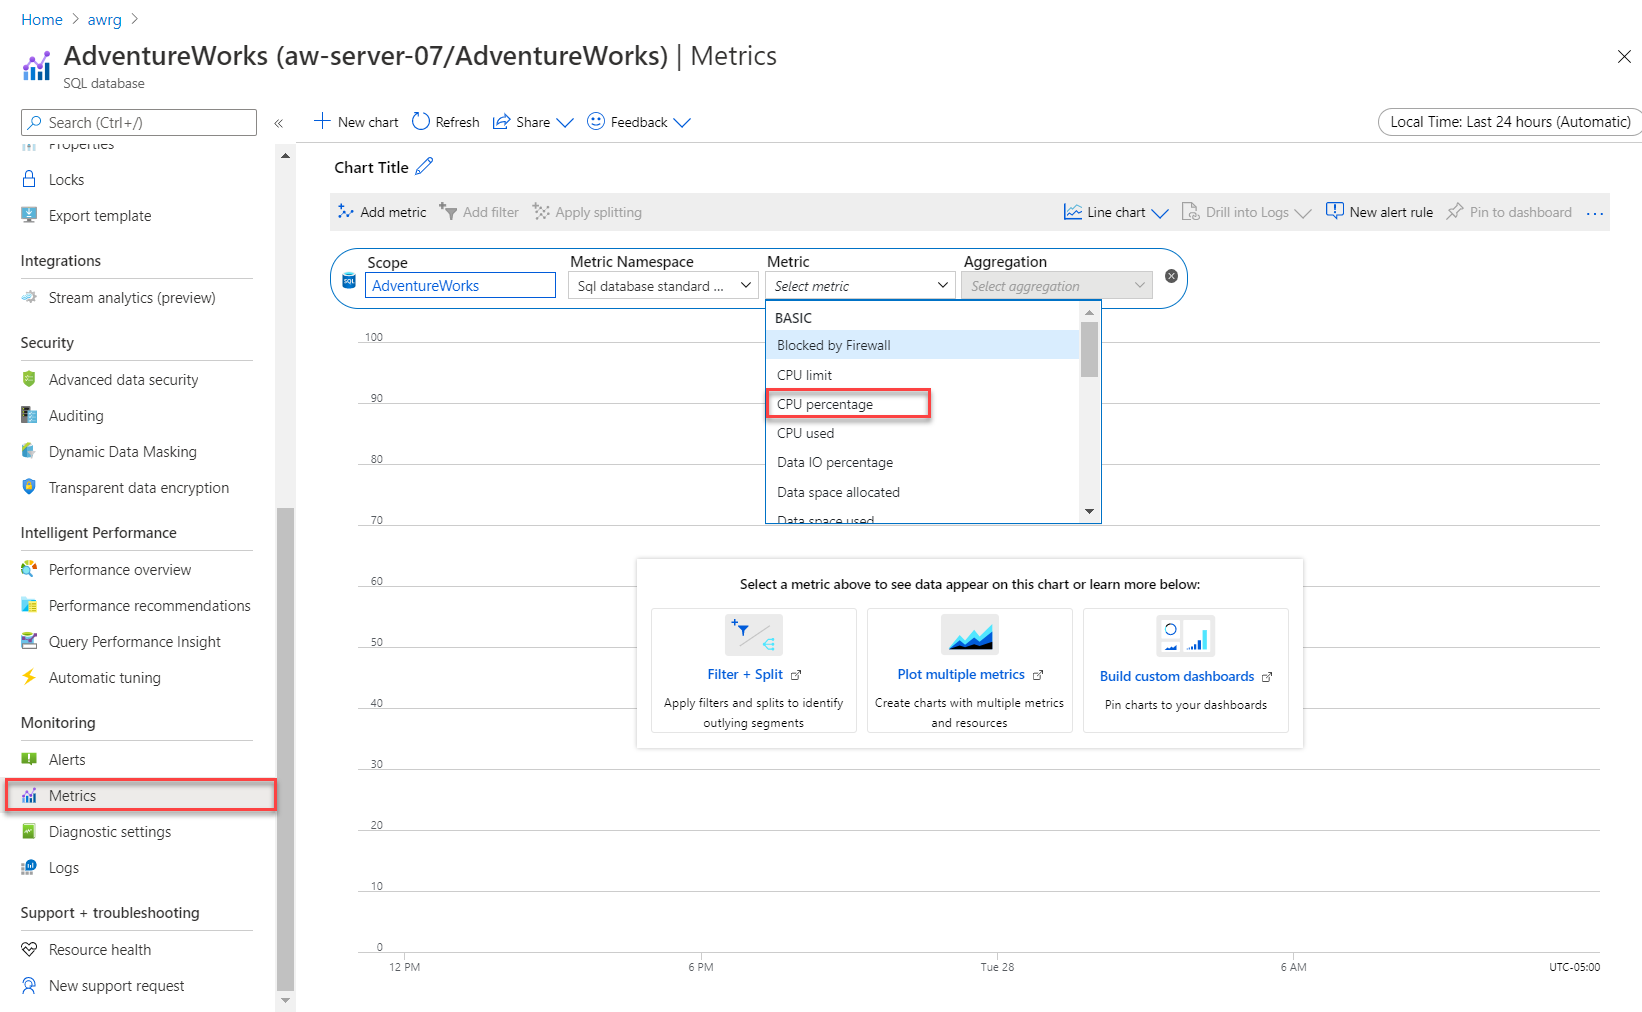 Home > awrg >
AdventureWorks (aw-server-07/AdventureWorks) | Metrics
SQL database
Search (Ctrl+/)
«
New chart
Refresh
Share
Feedback
Local Time: Last 24 hours (Automatic)
Properties
Locks
Export template
Integrations
Stream analytics (preview)
Security
Advanced data security
Auditing
Dynamic Data Masking
Transparent data encryption
Intelligent Performance
Performance overview
Performance recommendations
Query Performance Insight
Automatic tuning
Monitoring
Alerts
Metrics
Diagnostic settings
Logs
Support + troubleshooting
Resource health
New support request
Chart Title
Add metric
Add filter
Apply splitting
Line chart
Drill into Logs
New alert rule
Pin to dashboard
...
Scope
AdventureWorks
Metric Namespace
Sql database standard ...
Metric
Select metric
Aggregation
Select aggregation
SQL
BASIC
Blocked by Firewall
CPU limit
CPU percentage
CPU used
Data IO percentage
Data space allocated
Data space used
100
90
80
70
60
50
40
30
20
10
0
Select a metric above to see data appear on this chart or learn more below:
Filter + Split
Apply filters and splits to identify
outlying segments
Plot multiple metrics
Create charts with multiple metrics
and resources
Build custom dashboards
Pin charts to your dashboards
12 PM
6 PM
Tue 28
6 AM
UTC-05:00